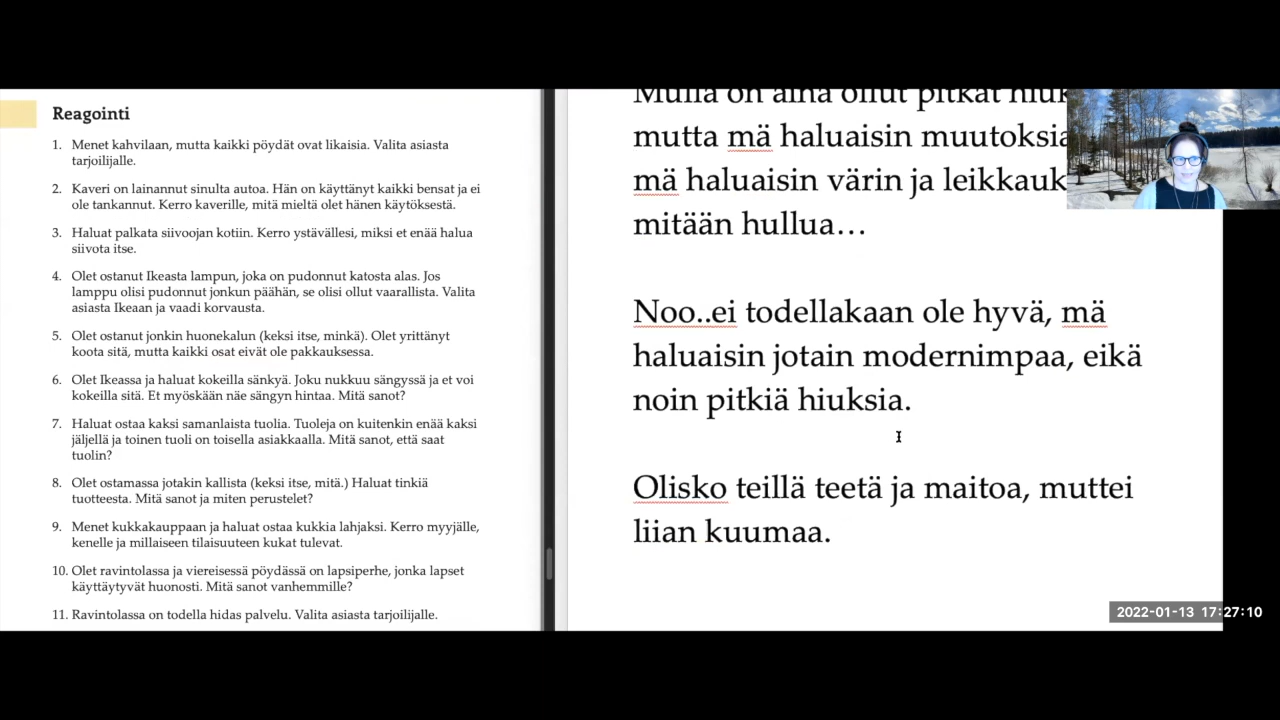 Reagointi
1. Menet kahvilaan, mutta kaikki pöydät ovat likaisia. Valita asiasta
tarjoilijalle.
2. Kaveri on lainannut sinulta autoa. Hän on käyttänyt kaikki bensat ja ei
ole tankannut. Kerro kaverille, mitä mieltä olet hänen käytöksestä.
3. Haluat palkata siivoojan kotiin. Kerro ystävällesi, miksi et enää halua
siivota itse.
4. Olet ostanut Ikeasta lampun, joka on pudonnut katosta alas. Jos
lamppu olisi pudonnut jonkun päähän, se olisi ollut vaarallista. Valita
asiasta Ikeaan ja vaadi korvausta.
5. Olet ostanut jonkin huonekalun (keksi itse, minkä). Olet yrittänyt
koota sitä, mutta kaikki osat eivät ole pakkauksessa.
6. Olet Ikeassa ja haluat kokeilla sänkyä. Joku nukkuu sängyssä ja et voi
kokeilla sitä. Et myöskään näe sängyn hintaa. Mitä sanot?
7. Haluat ostaa kaksi samanlaista tuolia. Tuoleja on kuitenkin enää kaksi
jäljellä ja toinen tuoli on toisella asiakkaalla. Mitä sanot, että saat
tuolin?
8. Olet ostamassa jotakin kallista (keksi itse, mitä.) Haluat tinkiä
tuotteesta. Mitä sanot ja miten perustelet?
9. Menet kukkakauppaan ja haluat ostaa kukkia lahjaksi. Kerro myyjälle,
kenelle ja millaiseen tilaisuuteen kukat tulevat.
10. Olet ravintolassa ja viereisessä pöydässä on lapsiperhe, jonka lapset
käyttäytyvät huonosti. Mitä sanot vanhemmille?
11. Ravintolassa on todella hidas palvelu. Valita asiasta tarjoilijalle.
Mulla on aina ollut pitkät hiuk
mutta mä haluaisin muutoksia
mä haluaisin värin ja leikkauk
mitään hullua…
Noo..ei todellakaan ole hyvä, mä
haluaisin jotain modernimpaa, eikä
noin pitkiä hiuksia.
Olisko teillä teetä ja maitoa, muttei
liian kuumaa.
2022-01-13 17:27:10